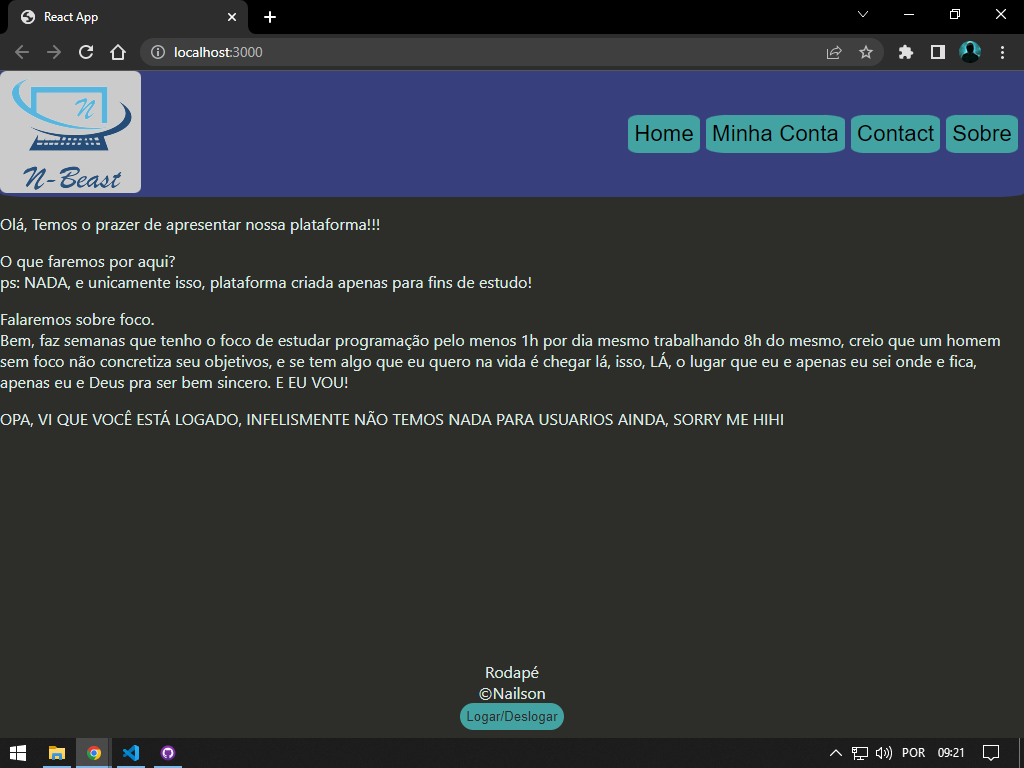 React App
localhost:3000
N
N-Beast
Home
Minha Conta
Contact
Sobre
Olá, Temos o prazer de apresentar nossa plataforma!!!
O que faremos por aqui?
ps: NADA, e unicamente isso, plataforma criada apenas para fins de estudo!
Falaremos sobre foco.
Bem, faz semanas que tenho o foco de estudar programação pelo menos 1h por dia mesmo trabalhando 8h do mesmo, creio que um homem
sem foco não concretiza seu objetivos, e se tem algo que eu quero na vida é chegar lá, isso, LÁ, o lugar que eu e apenas eu sei onde e fica,
apenas eu e Deus pra ser bem sincero. E EU VOU!
OPA, VI QUE VOCÊ ESTÁ LOGADO, INFELISMENTE NÃO TEMOS NADA PARA USUARIOS AINDA, SORRY ME HIHI
Rodapé
©Nailson
Logar/Deslogar
POR
09:21